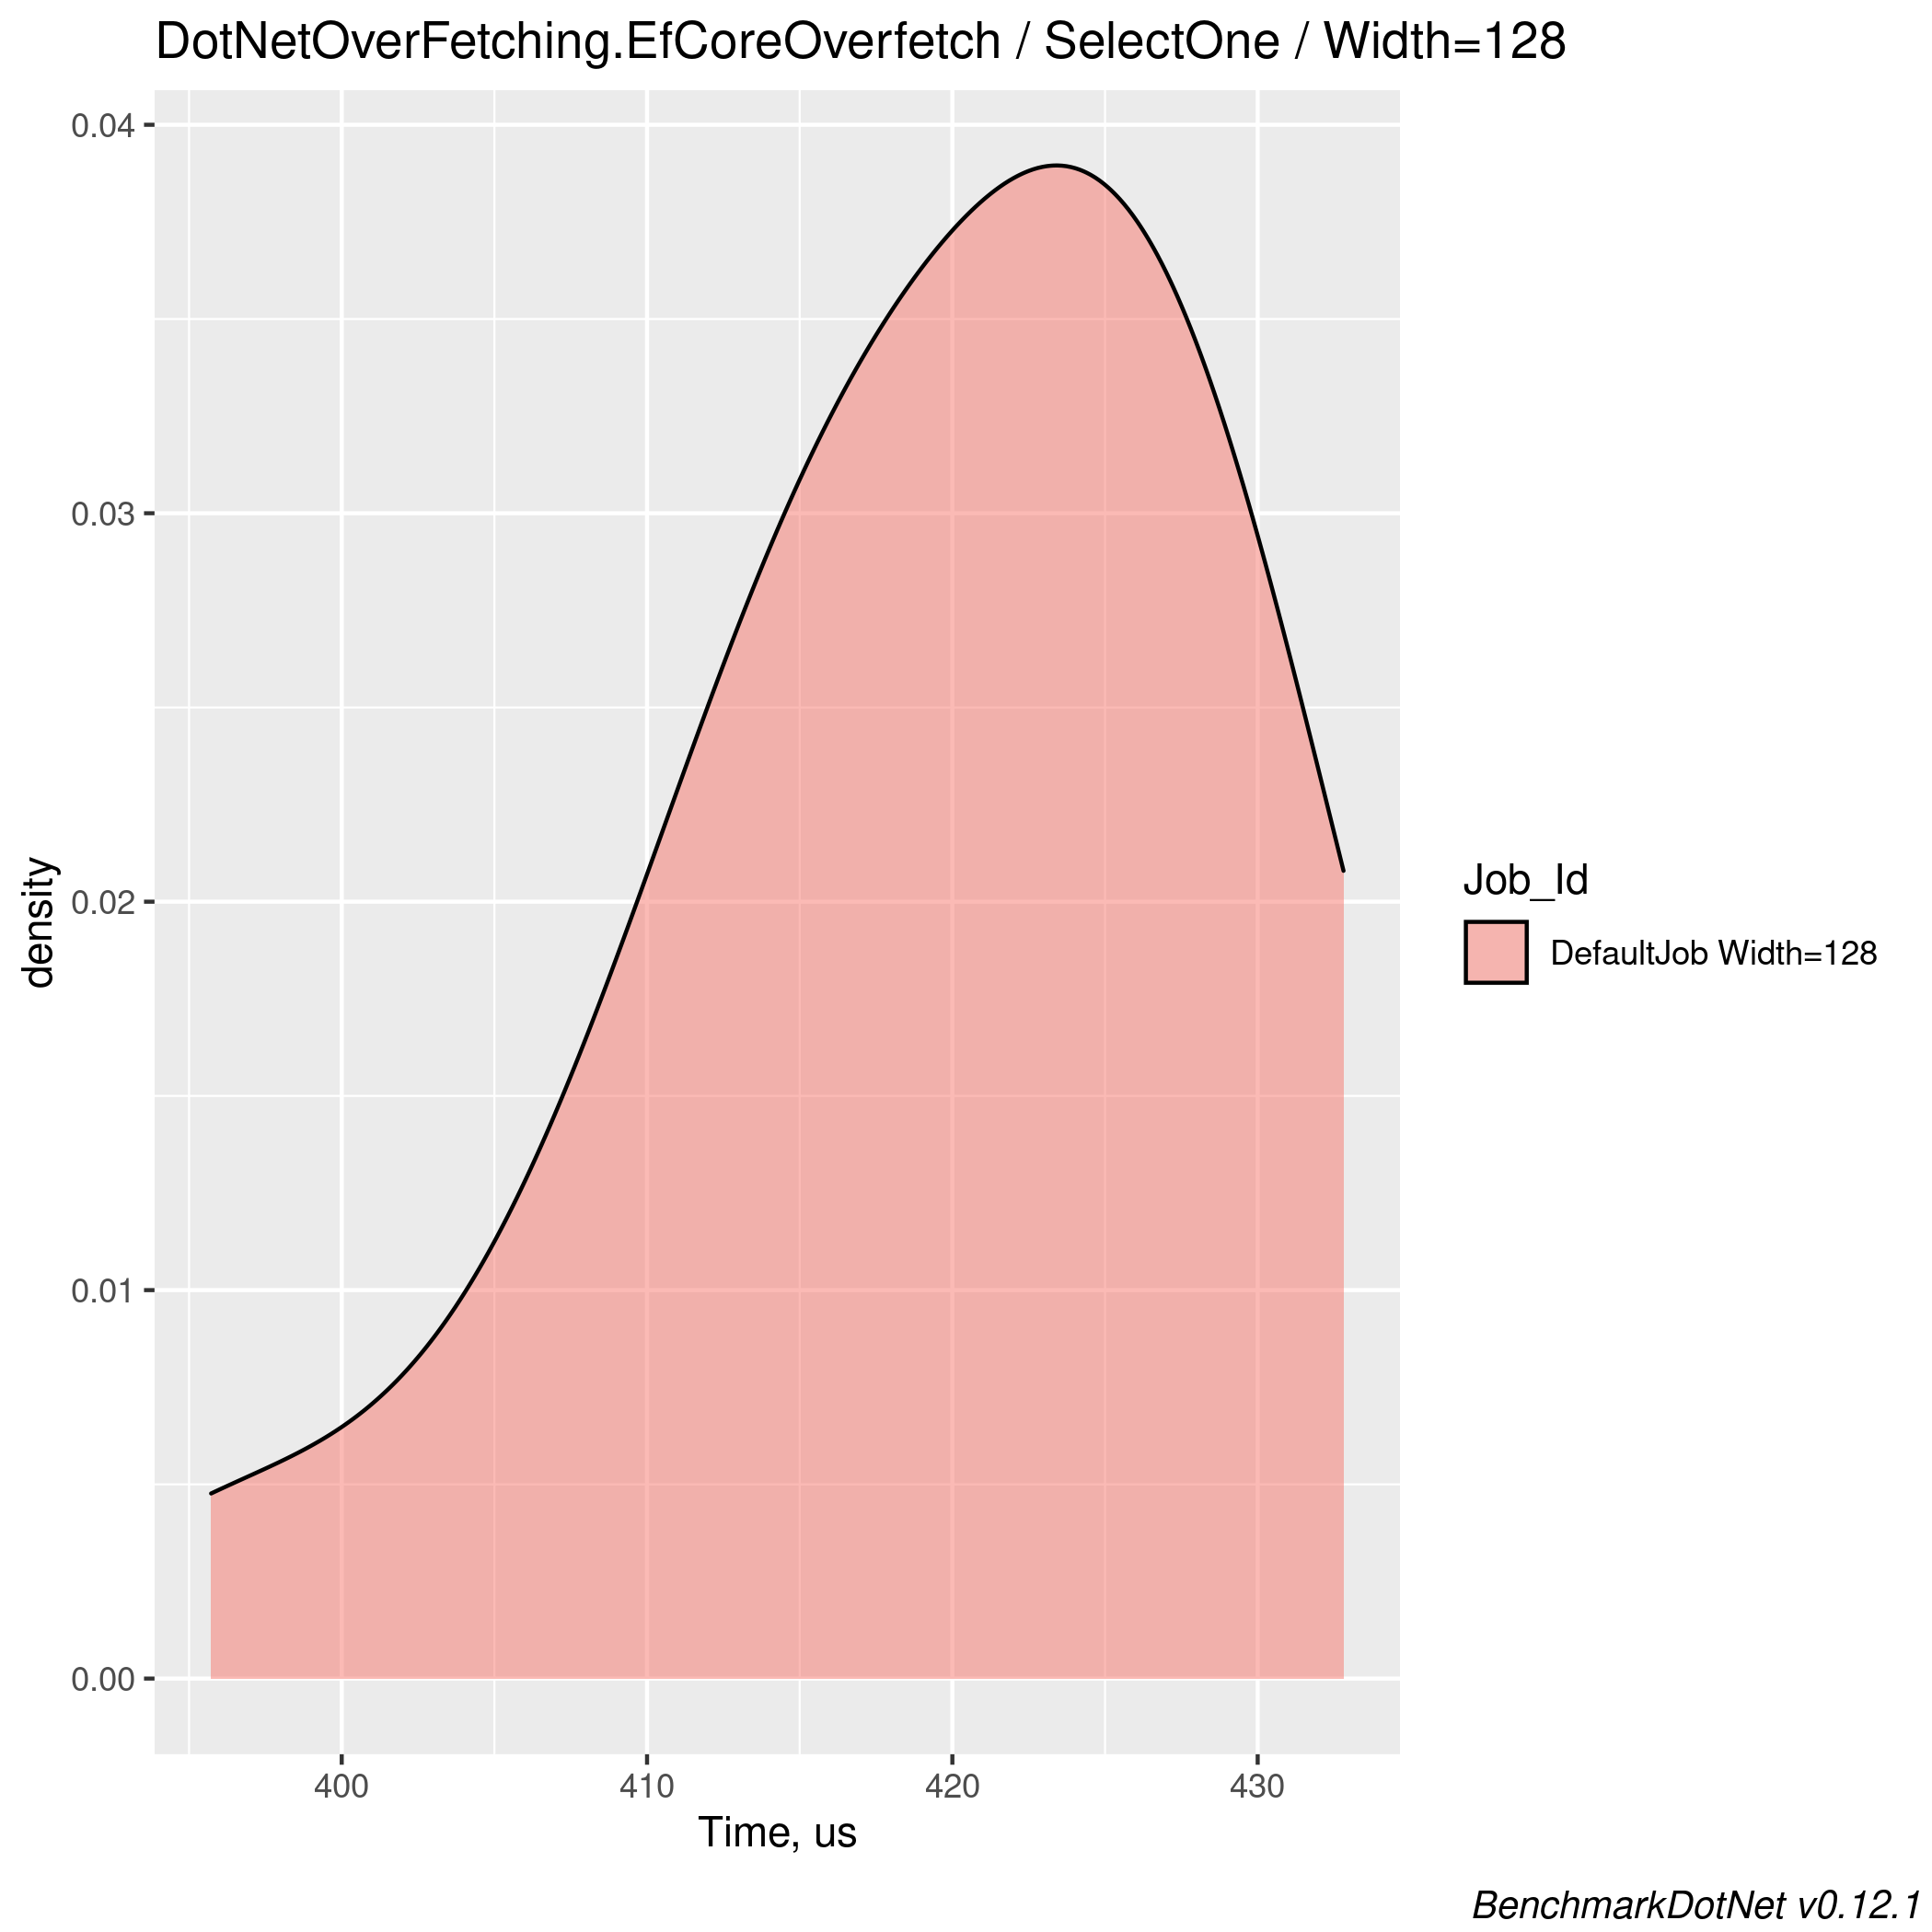 DotNetOverFetching.EfCoreOverfetch / SelectOne / Width=128
0.04
0.03
0.02
0.01
0.00
density
400 410 420 430
Time, us
Job_Id
DefaultJob Width=128
BenchmarkDotNet v0.12.1